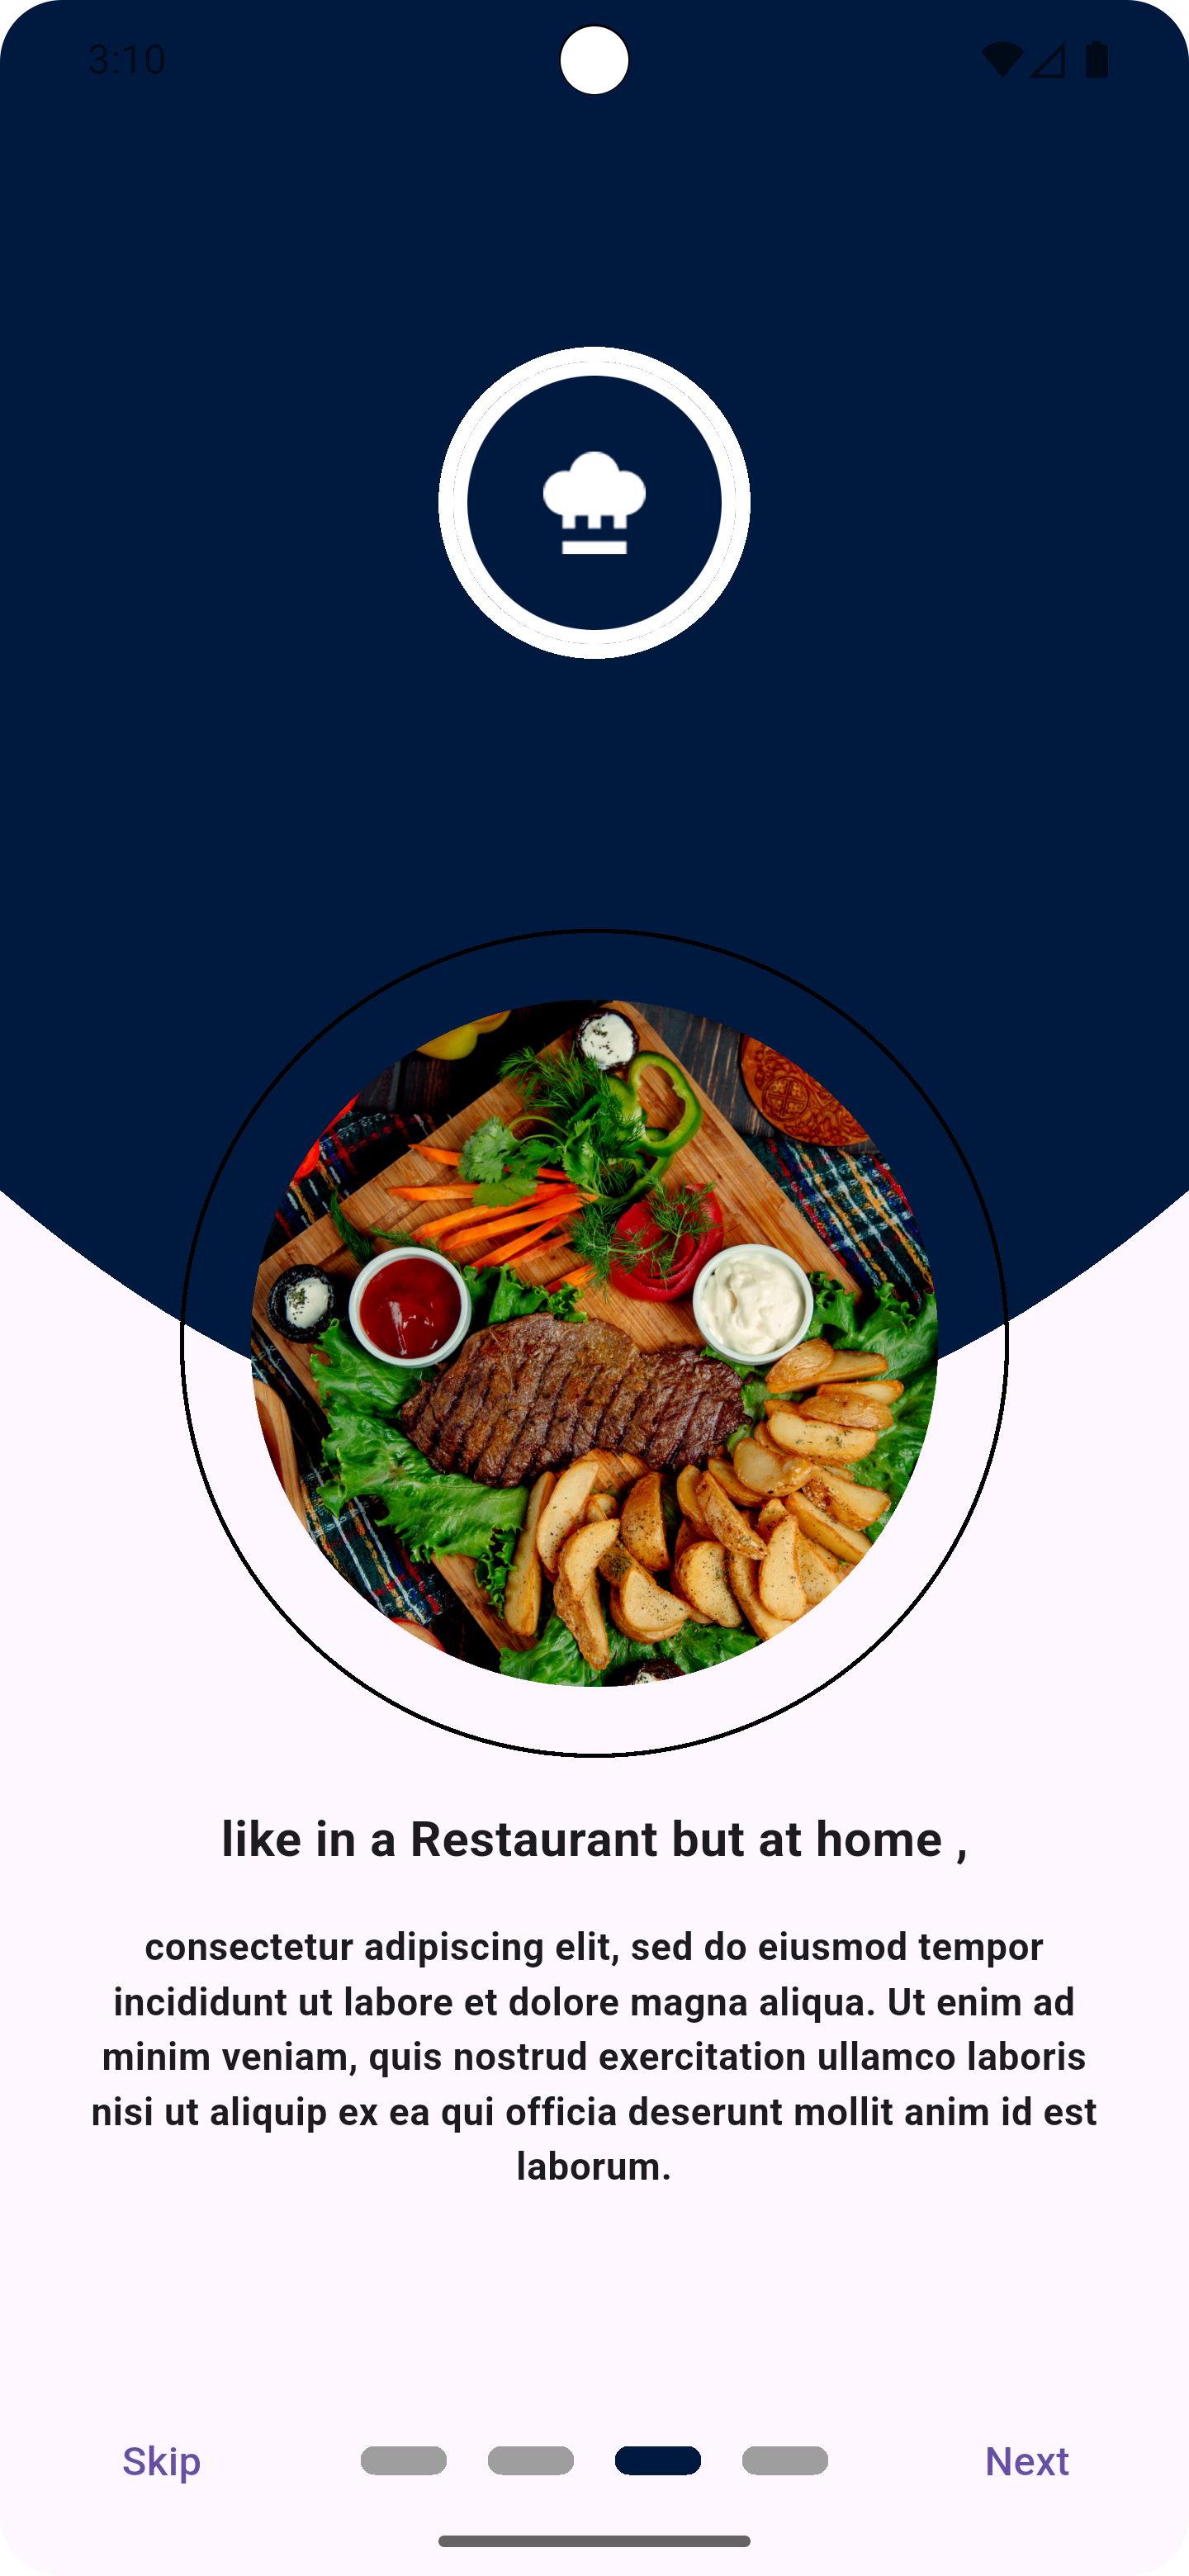 3:10
like in a Restaurant but at home ,
consectetur adipiscing elit, sed do eiusmod tempor
incididunt ut labore et dolore magna aliqua. Ut enim ad
minim veniam, quis nostrud exercitation ullamco laboris
nisi ut aliquip ex ea qui officia deserunt mollit anim id est
laborum.
Skip
Next